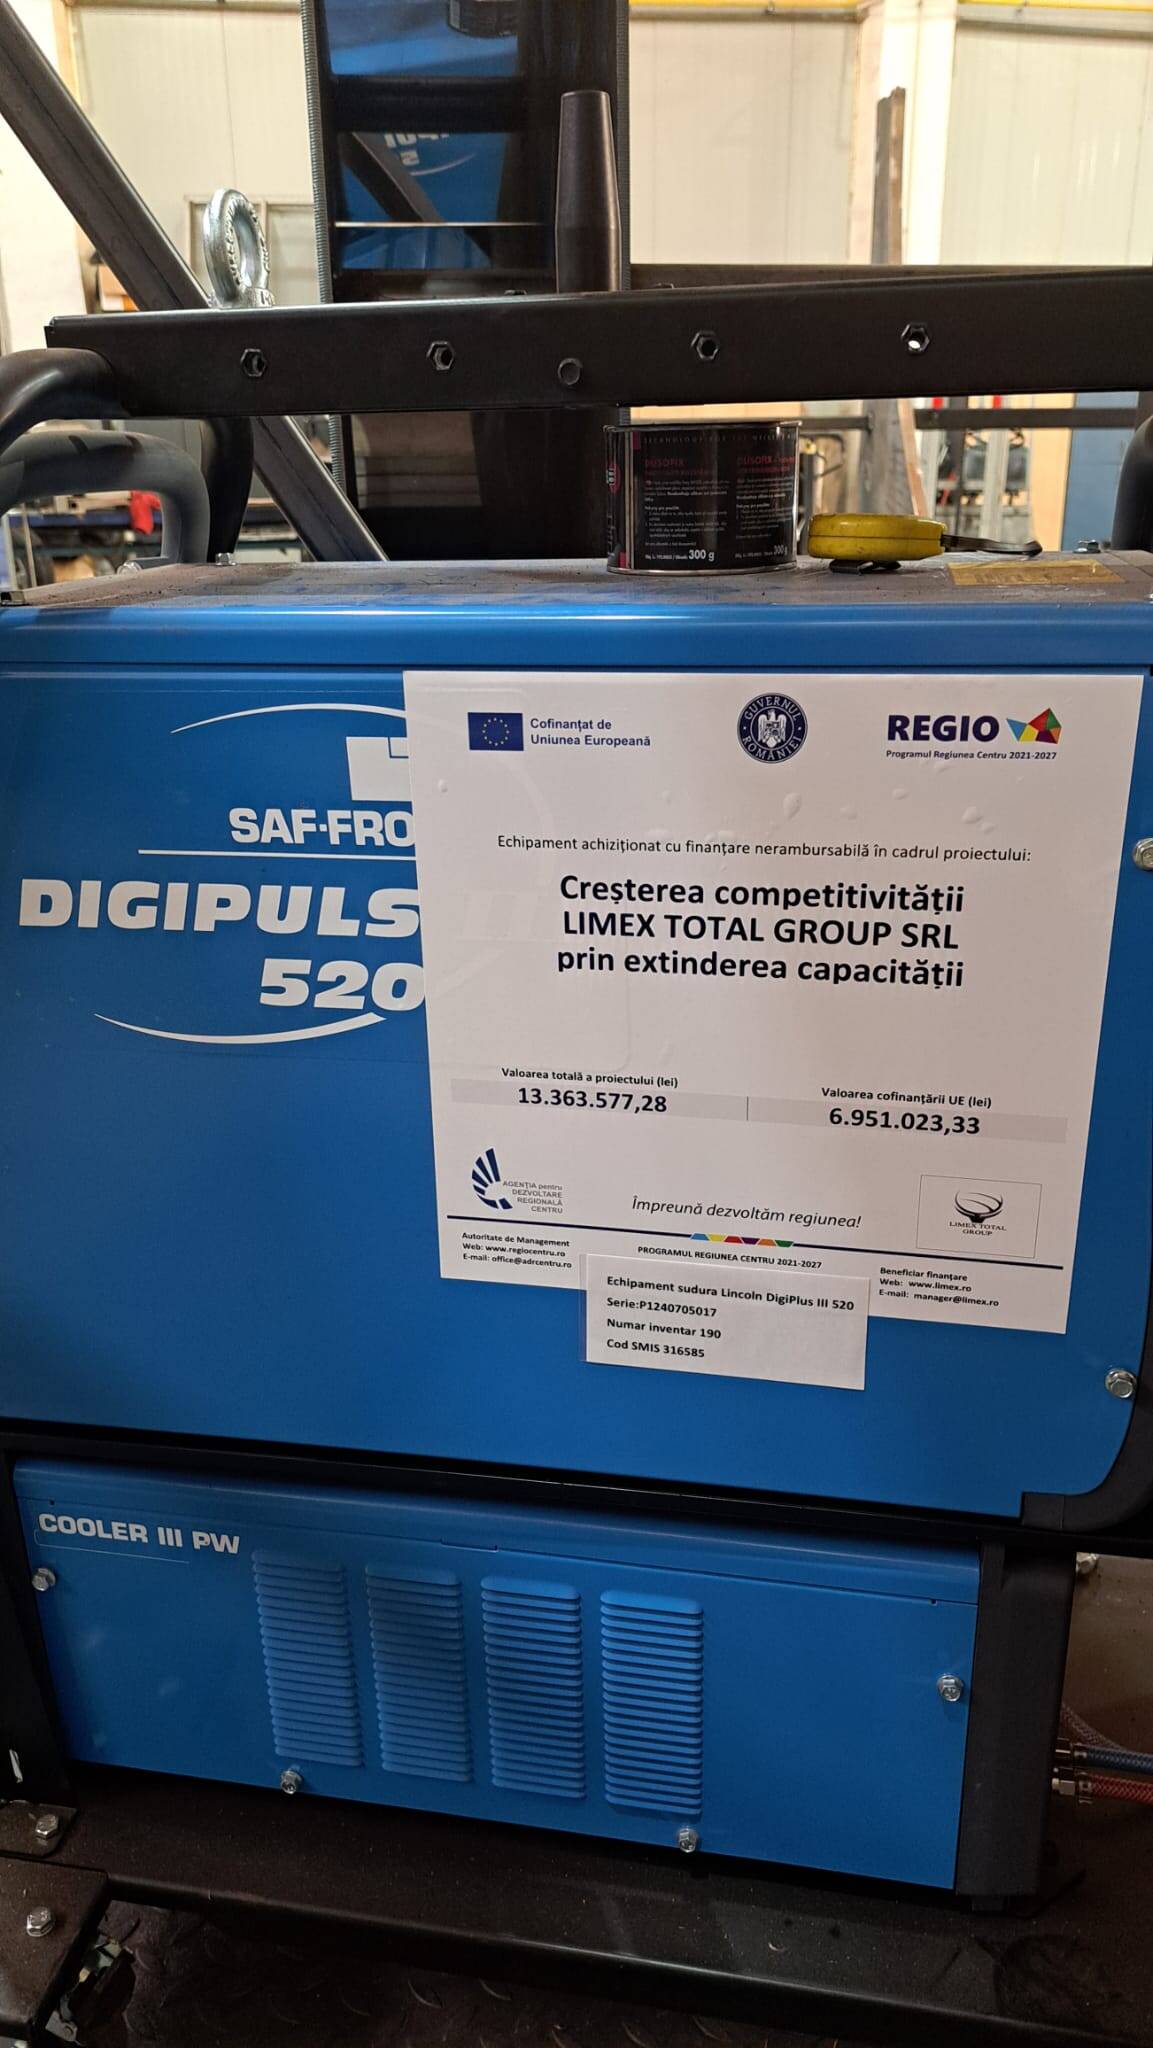 DÜSOFIX
DÜSOFIX
300 g
300 g
SAF-FRO
DIGIPULS
520
Cofinanțat de
Uniunea Europeană
GUVERNUL
ROMÂNIEI
REGIO
Programul Regiunea Centru 2021-2027
Echipament achiziționat cu finanțare nerambursabilă în cadrul proiectului:
Creșterea competitivității
LIMEX TOTAL GROUP SRL
prin extinderea capacității
Valoarea totală a proiectului (lei)
13.363.577,28
Valoarea cofinanțării UE (lei)
6.951.023,33
AGENȚIA pentru
DEZVOLTARE
REGIONALĂ
CENTRU
Împreună dezvoltăm regiunea!
LIMEX TOTAL
GROUP
Autoritate de Management
Web: www.regiocentru.ro
E-mail: office@adrcentru.ro
PROGRAMUL REGIUNEA CENTRU 2021-2027
Beneficiar finanțare
Web: www.limex.ro
E-mail: manager@limex.ro
Echipament sudura Lincoln DigiPlus III 520
Serie:P1240705017
Numar inventar 190
Cod SMIS 316585
COOLER III PW